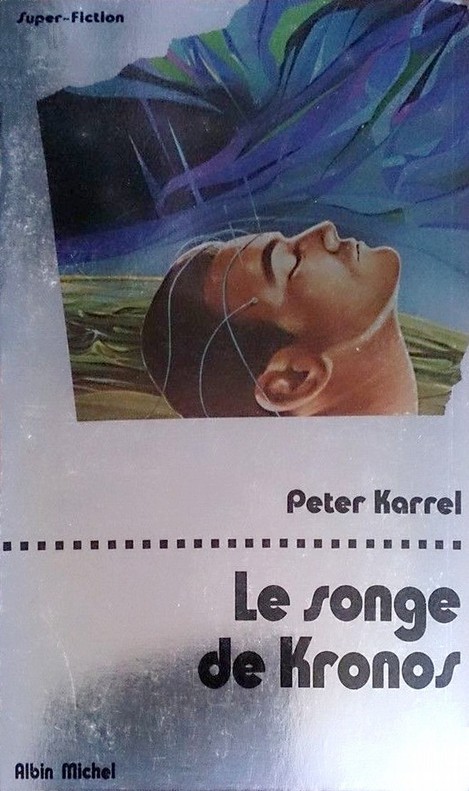 Super-Fiction
Peter Karrel
Le songe
de Kronos
Albin Michel